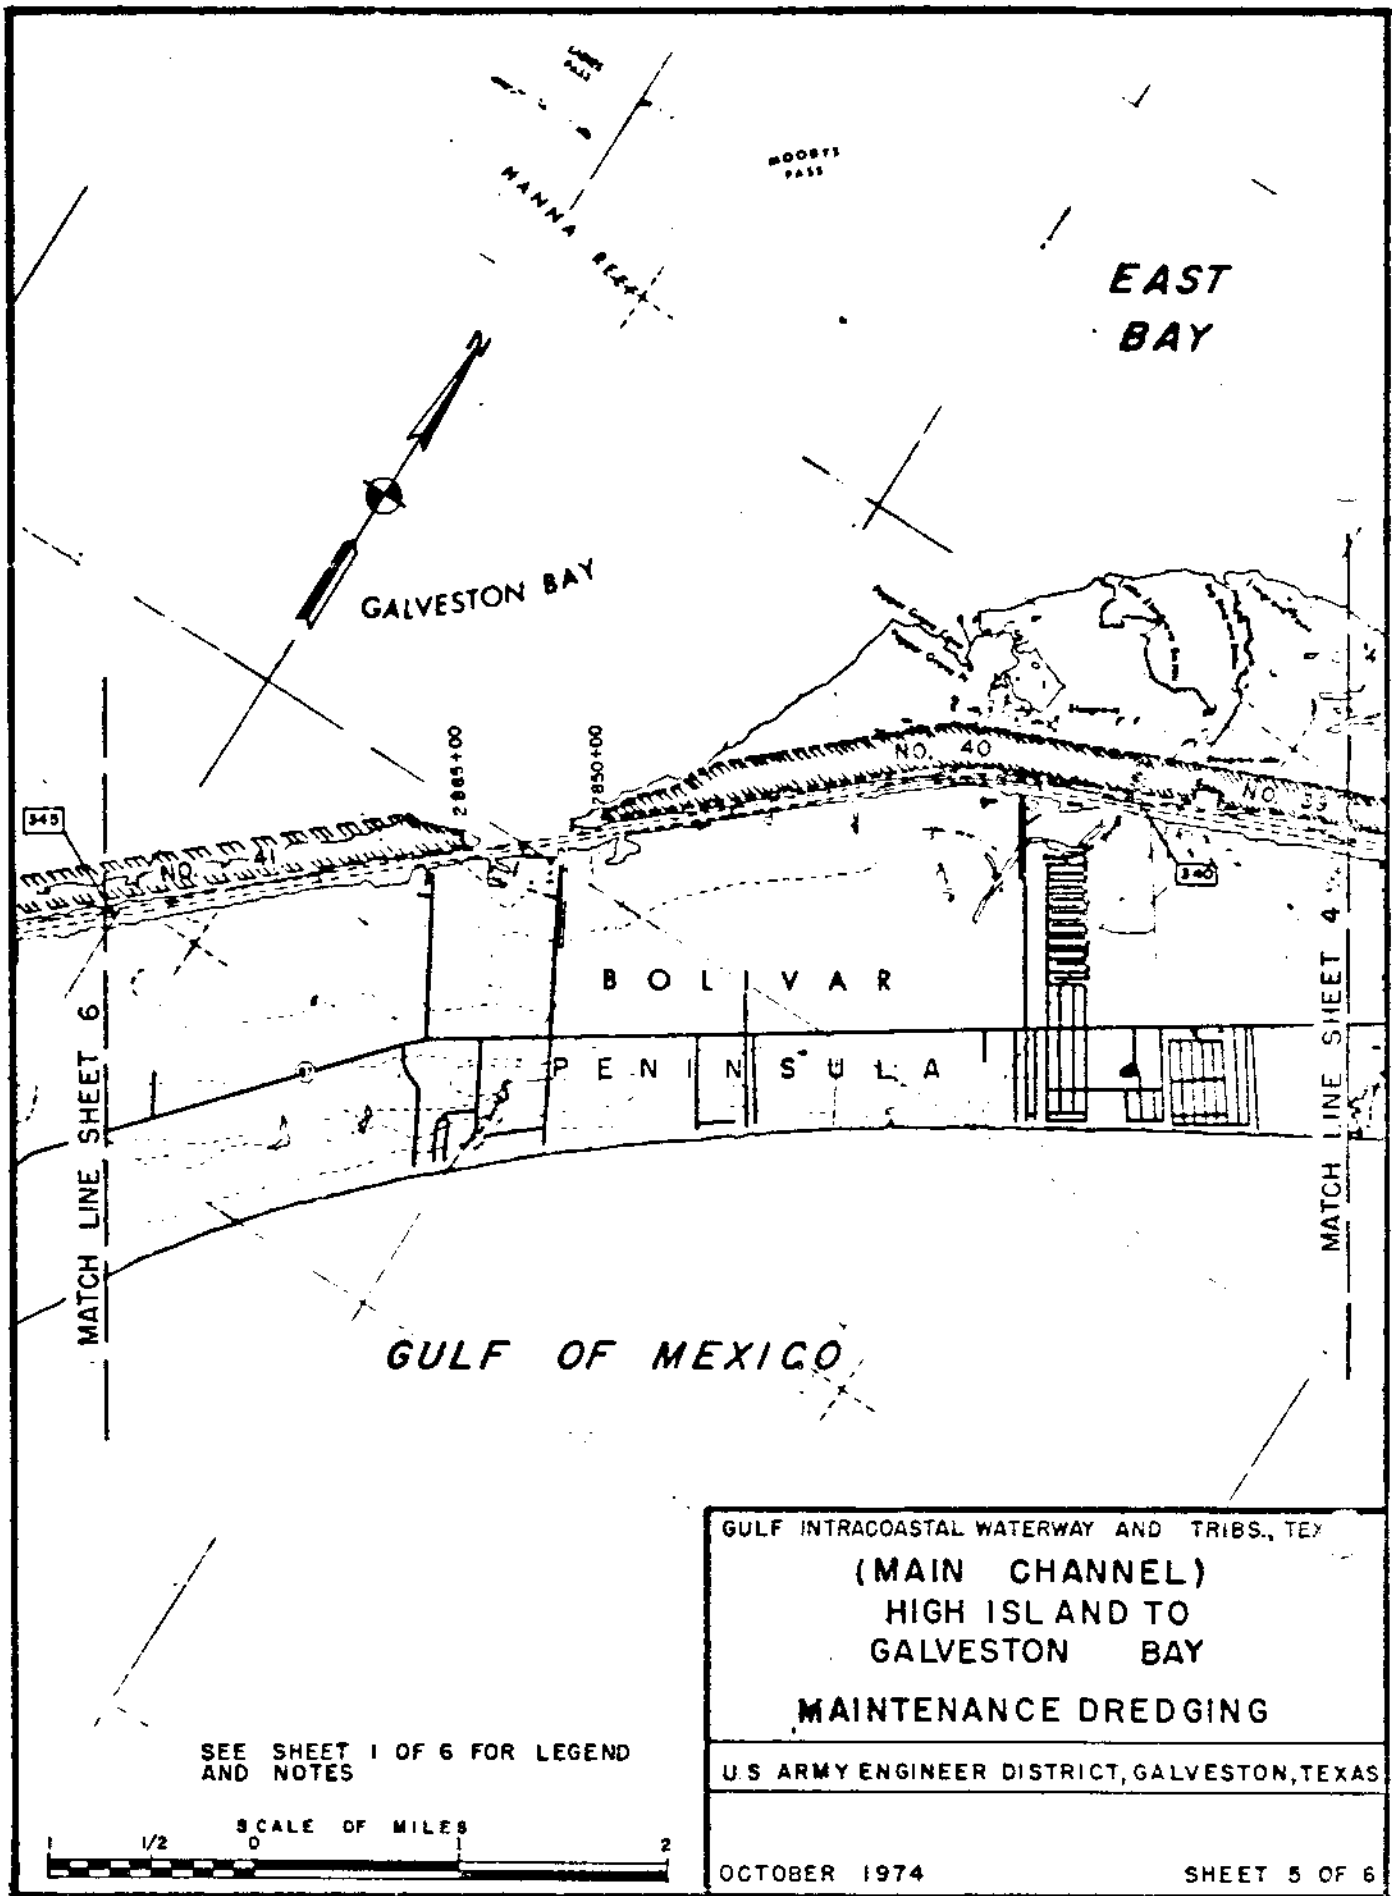 MOODYS
PASS
HANNA REEF
EAST
BAY
N
GALVESTON BAY
2885+00
2850+00
NO. 40
NO. 39
345
NO. 41
340
BOLIVAR
PENINSULA
MATCH LINE SHEET 6
MATCH LINE SHEET 4
GULF OF MEXICO
GULF INTRACOASTAL WATERWAY AND TRIBS., TEX
(MAIN CHANNEL)
HIGH ISLAND TO
GALVESTON BAY
MAINTENANCE DREDGING
SEE SHEET 1 OF 6 FOR LEGEND
AND NOTES
U.S ARMY ENGINEER DISTRICT, GALVESTON, TEXAS
SCALE OF MILES
1 1/2 0 1 2
OCTOBER 1974
SHEET 5 OF 6